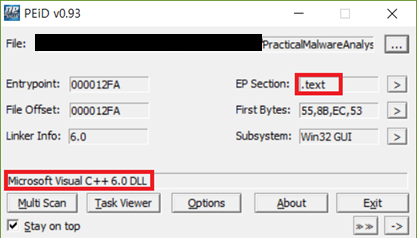 PEiD v0.93
File: /PracticalMalwareAnalys ...
Entrypoint: 000012FA EP Section: .text >
File Offset: 000012FA First Bytes: 55,8B,EC,53 >
Linker Info: 6.0 Subsystem: Win32 GUI >
Microsoft Visual C++ 6.0 DLL
Multi Scan Task Viewer Options About Exit
Stay on top >> ->